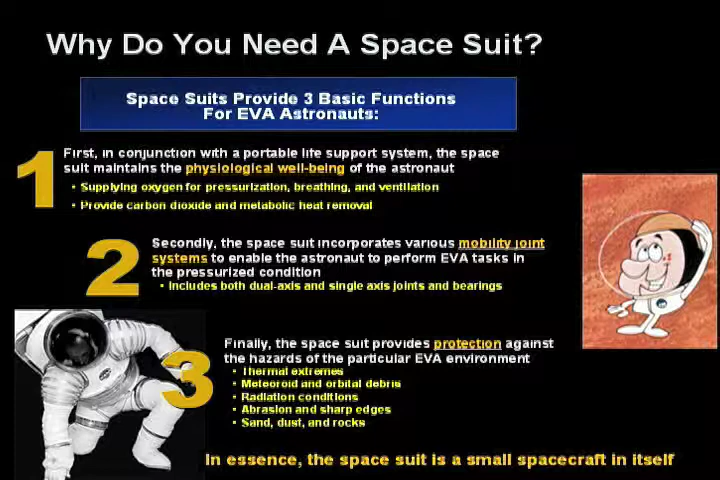 Why Do You Need A Space Suit?
Space Suits Provide 3 Basic Functions
For EVA Astronauts:
1
First, in conjunction with a portable life support system, the space
suit maintains the physiological well-being of the astronaut
• Supplying oxygen for pressurization, breathing, and ventilation
• Provide carbon dioxide and metabolic heat removal
2
Secondly, the space suit incorporates various mobility joint
systems to enable the astronaut to perform EVA tasks in
the pressurized condition
• Includes both dual-axis and single axis joints and bearings
3
Finally, the space suit provides protection against
the hazards of the particular EVA environment
• Thermal extremes
• Meteoroid and orbital debris
• Radiation conditions
• Abrasion and sharp edges
• Sand, dust, and rocks
In essence, the space suit is a small spacecraft in itself